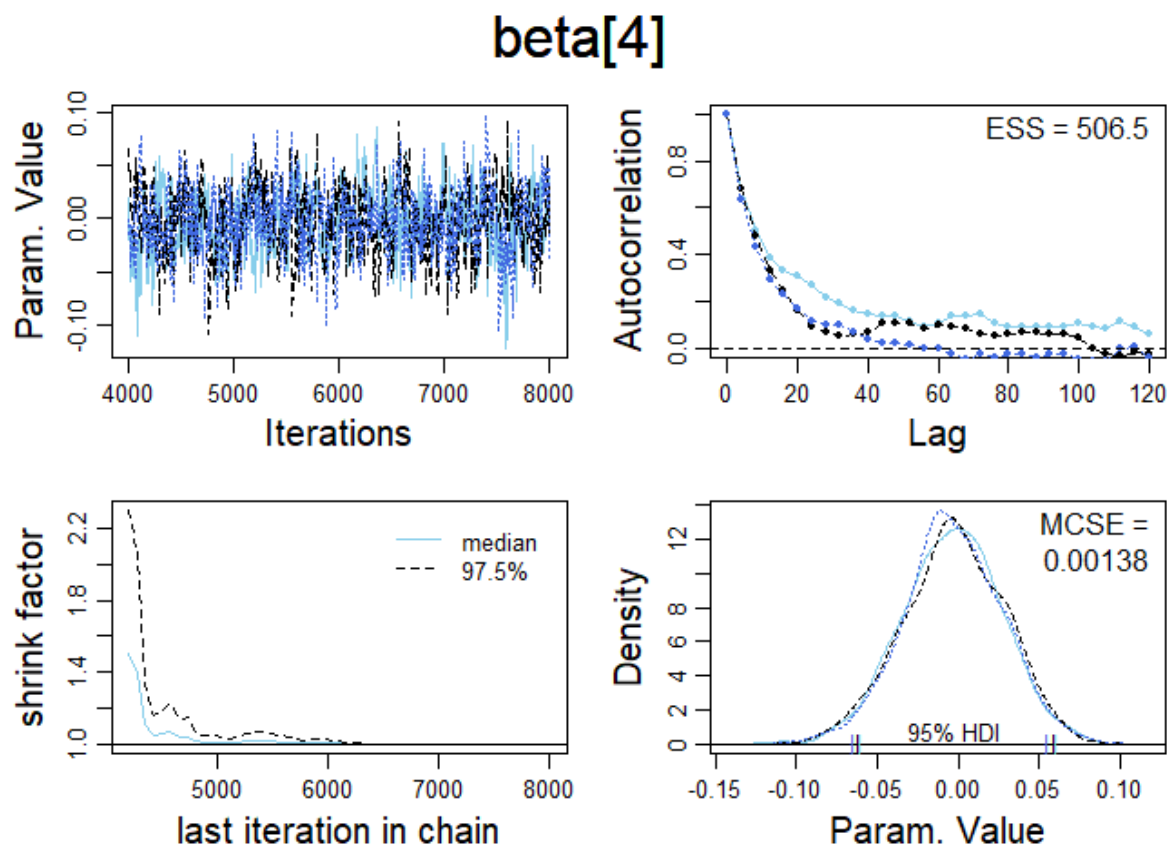 beta[4]
Param. Value
0.10
0.00
-0.10
4000 5000 6000 7000 8000
Iterations
Autocorrelation
0.8
0.4
0.0
ESS = 506.5
0 20 40 60 80 100 120
Lag
shrink factor
2.2
1.8
1.4
1.0
median
97.5%
5000 6000 7000 8000
last iteration in chain
Density
12
8
6
4
2
0
MCSE =
0.00138
95% HDI
-0.15 -0.10 -0.05 0.00 0.05 0.10
Param. Value